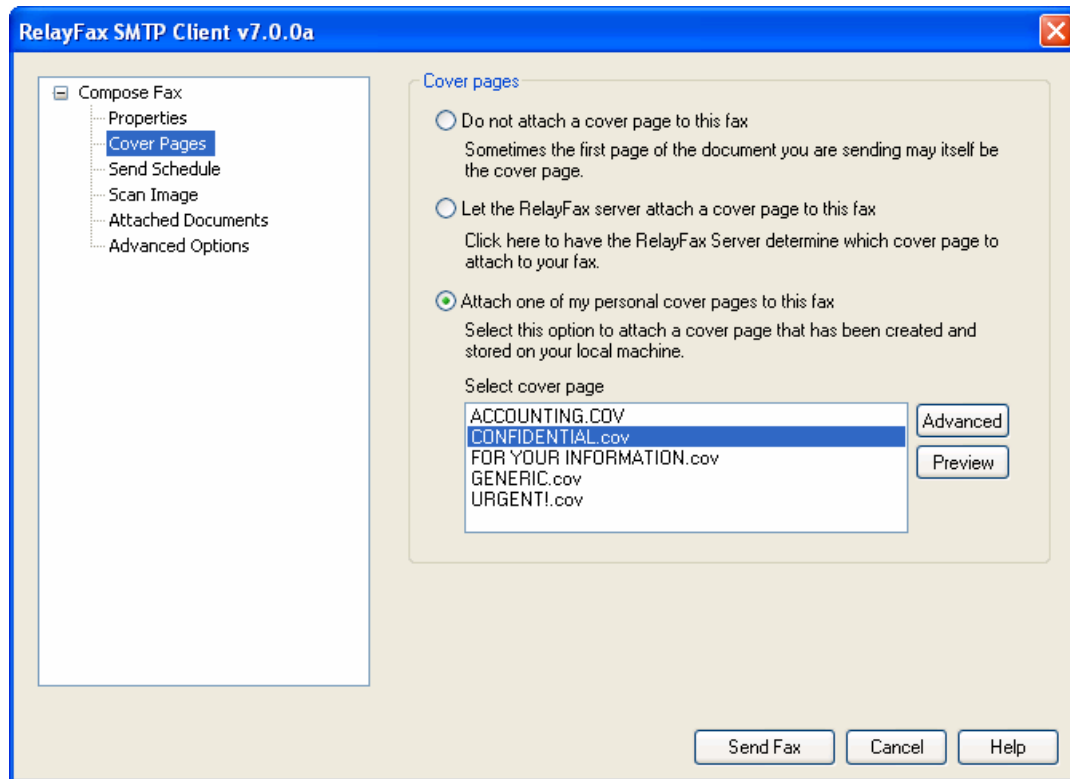 RelayFax SMTP Client v7.0.0a
Compose Fax
Properties
Cover Pages
Send Schedule
Scan Image
Attached Documents
Advanced Options
Cover pages
Do not attach a cover page to this fax
Sometimes the first page of the document you are sending may itself be
the cover page.
Let the RelayFax server attach a cover page to this fax
Click here to have the RelayFax Server determine which cover page to
attach to your fax.
Attach one of my personal cover pages to this fax
Select this option to attach a cover page that has been created and
stored on your local machine.
Select cover page
ACCOUNTING.COV
CONFIDENTIAL.cov
FOR YOUR INFORMATION.cov
GENERIC.cov
URGENT!.cov
Advanced
Preview
Send Fax
Cancel
Help